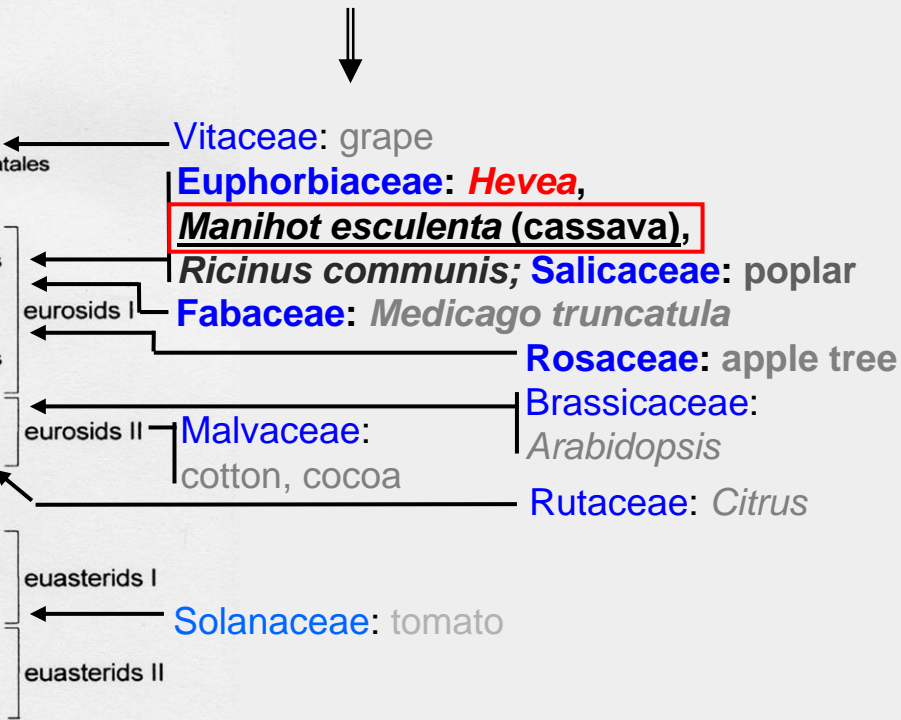 Vitaceae: grape
Euphorbiaceae: Hevea,
Manihot esculenta (cassava),
Ricinus communis; Salicaceae: poplar
eurosids I
Fabaceae: Medicago truncatula
Rosaceae: apple tree
Brassicaceae:
Arabidopsis
eurosids II
Malvaceae:
cotton, cocoa
Rutaceae: Citrus
euasterids I
Solanaceae: tomato
euasterids II